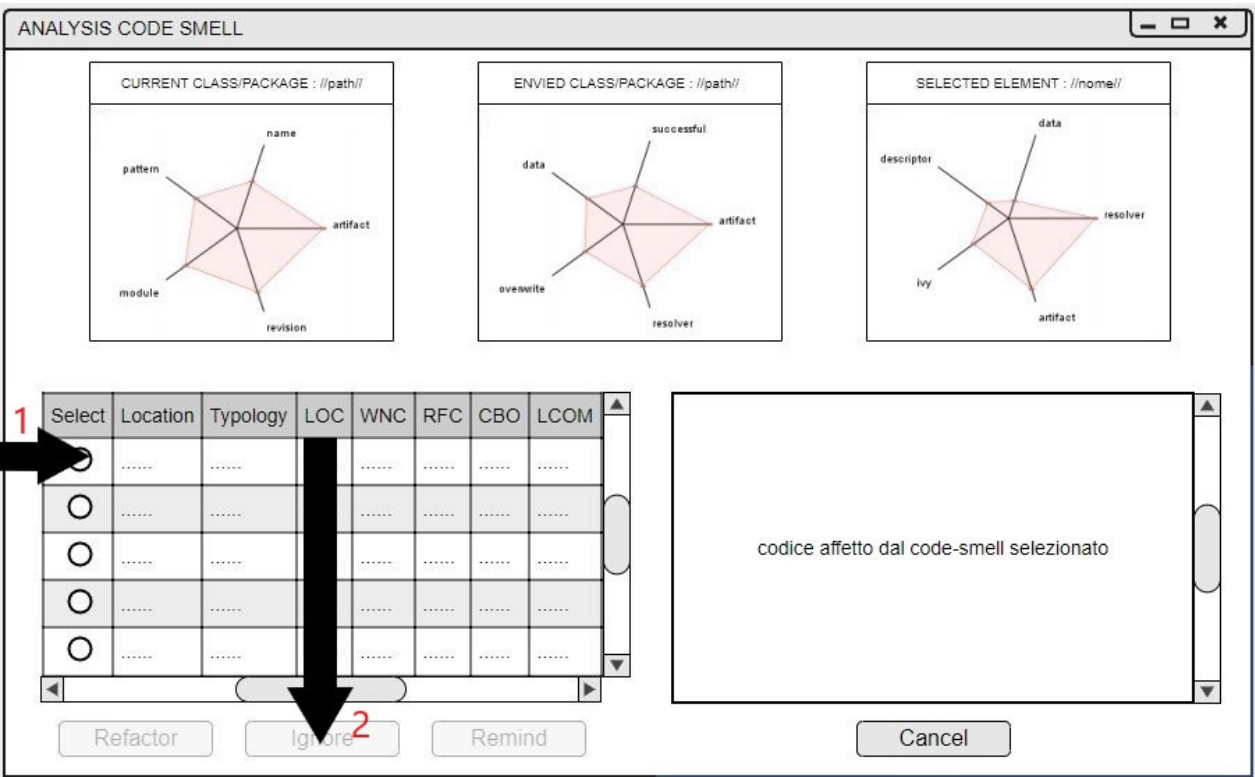 ANALYSIS CODE SMELL
CURRENT CLASS/PACKAGE : //path//
name
pattern
artifact
module
revision
ENVIED CLASS/PACKAGE : //path//
successful
data
artifact
overwrite
resolver
SELECTED ELEMENT : //nome//
data
descriptor
resolver
ivy
artifact
1
Select Location Typology LOC WNC RFC CBO LCOM
...... ...... ...... ...... ...... ......
...... ...... ...... ...... ...... ......
...... ...... ...... ...... ...... ......
...... ...... ...... ...... ...... ......
...... ...... ...... ...... ...... ......
codice affetto dal code-smell selezionato
2
Refactor Ignore Remind Cancel